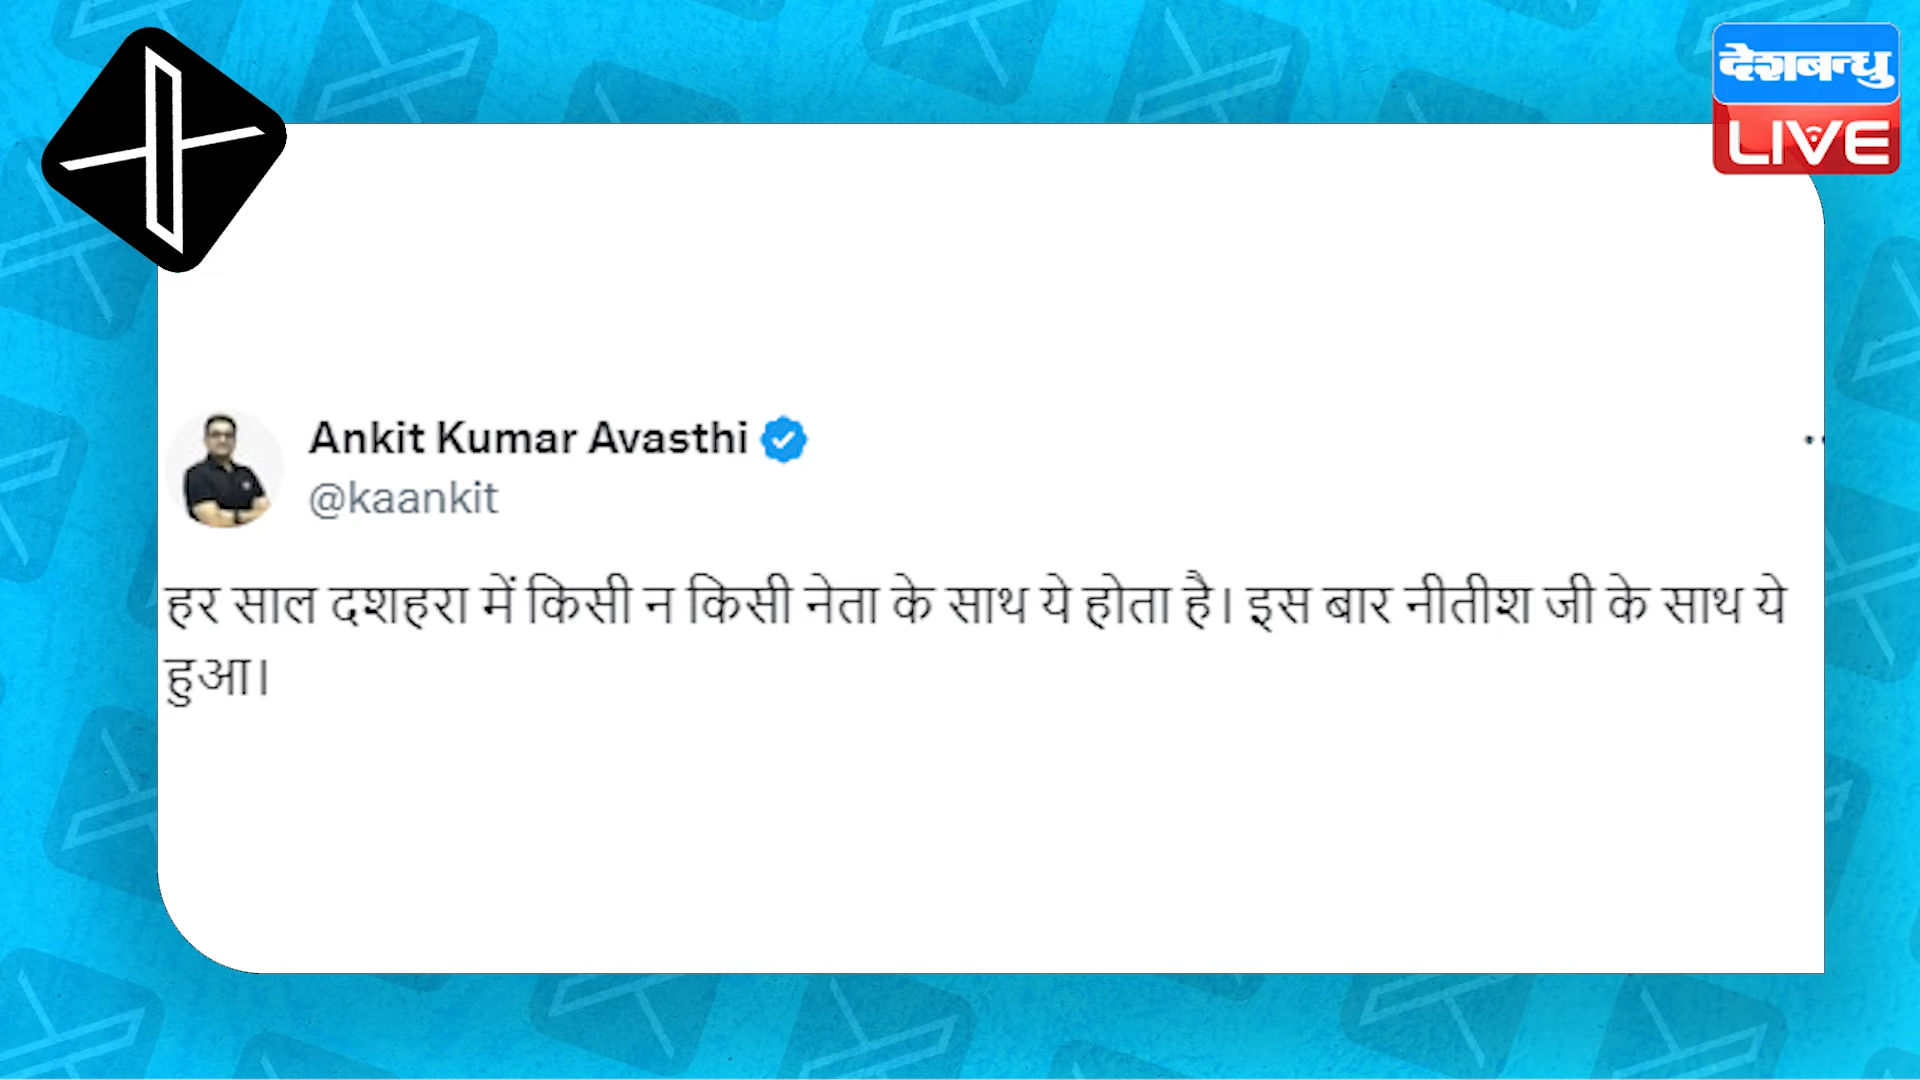 देशबन्धु
LIVE
Ankit Kumar Avasthi
@kaankit
हर साल दशहरा में किसी न किसी नेता के साथ ये होता है। इस बार नीतीश जी के साथ ये
हुआ।